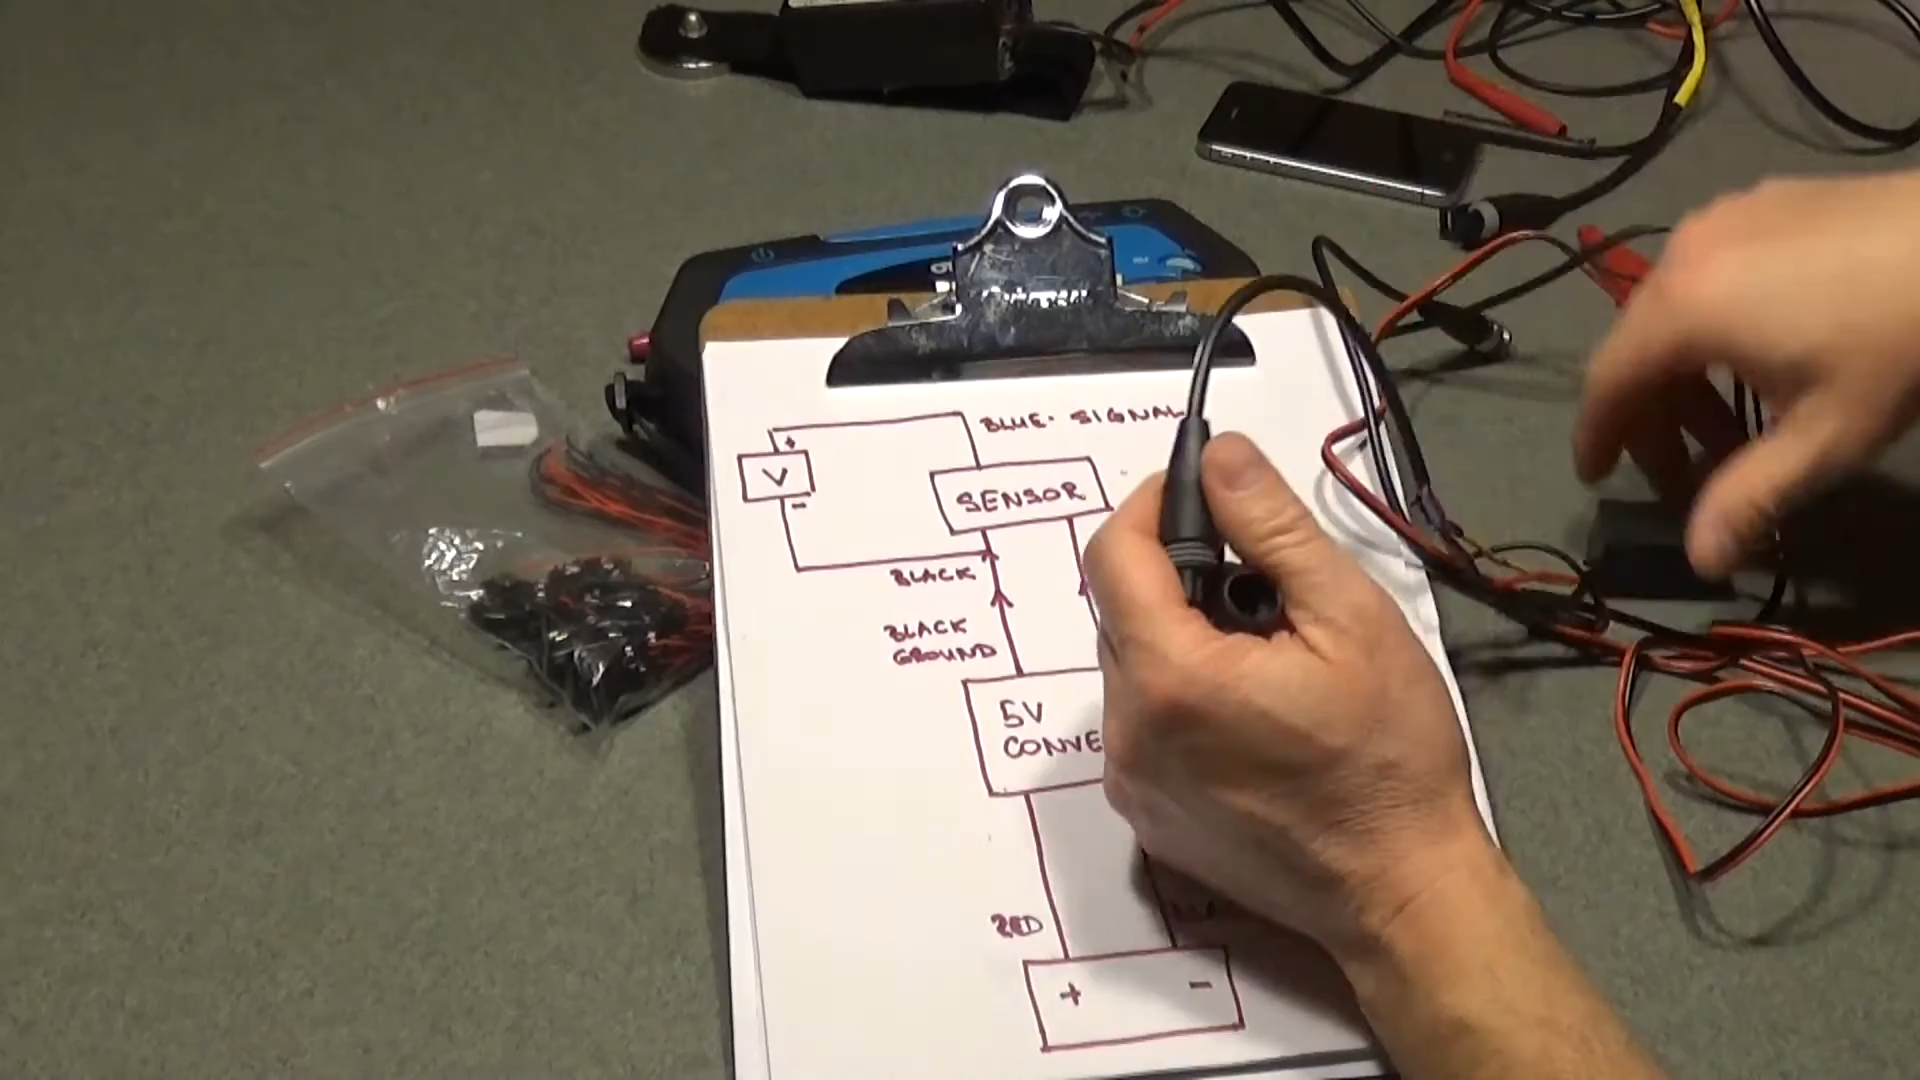 BLUE. SIGNAL
+
V
-
SENSOR
BLACK
BLACK
GROUND
5V
CONVE
RED
+ -